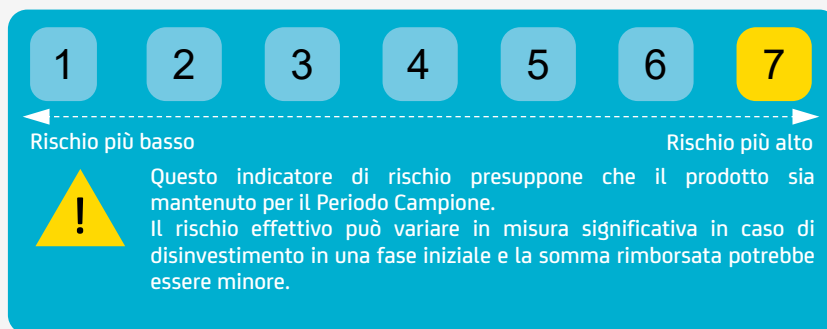 1 2 3 4 5 6 7
Rischio più basso Rischio più alto
Questo indicatore di rischio presuppone che il prodotto sia
mantenuto per il Periodo Campione.
Il rischio effettivo può variare in misura significativa in caso di
disinvestimento in una fase iniziale e la somma rimborsata potrebbe
essere minore.
!